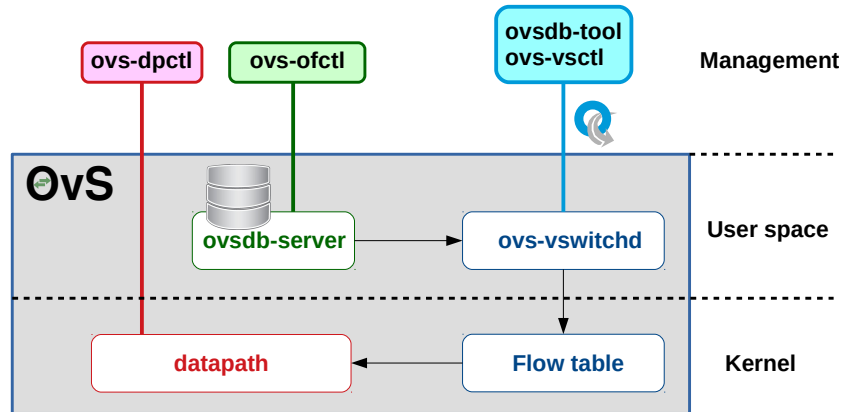 ovs-dpctl
ovs-ofctl
ovsdb-tool
ovs-vsctl
Management
OvS
ovsdb-server
ovs-vswitchd
User space
datapath
Flow table
Kernel